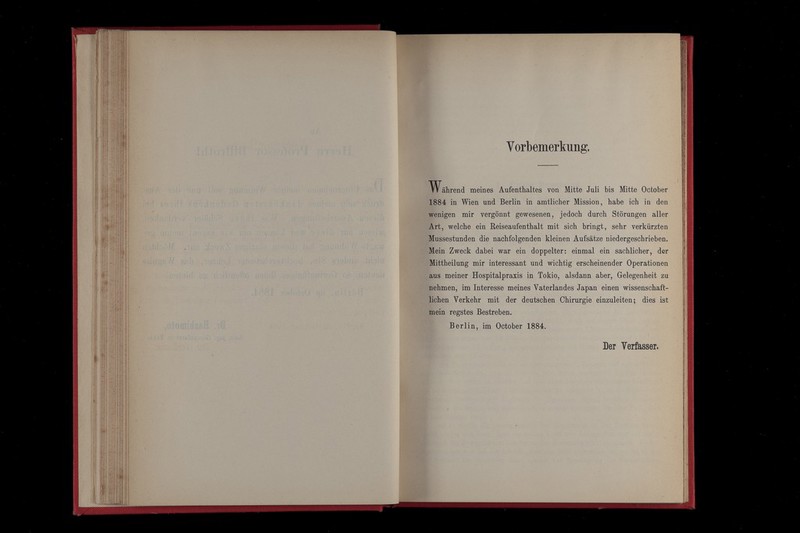 Vorbemerkung.
Während meines Aufenthaltes von Mitte Juli bis Mitte October
1884 in Wien und Berlin in amtlicher Mission, habe ich in den
wenigen mir vergönnt gewesenen, jedoch durch Störungen aller
Art, welche ein Reiseaufenthalt mit sich bringt, sehr verkürzten
Mussestunden die nachfolgenden kleinen Aufsätze niedergeschrieben.
Mein Zweck dabei war ein doppelter: einmal ein sachlicher, der
Mittheilung mir interessant und wichtig erscheinender Operationen
aus meiner Hospitalpraxis in Tokio, alsdann aber, Gelegenheit zu
nehmen, im Interesse meines Vaterlandes Japan einen wissenschaft-
lichen Verkehr mit der deutschen Chirurgie einzuleiten; dies ist
mein regstes Bestreben.
Berlin, im October 1884.
Der Verfasser.